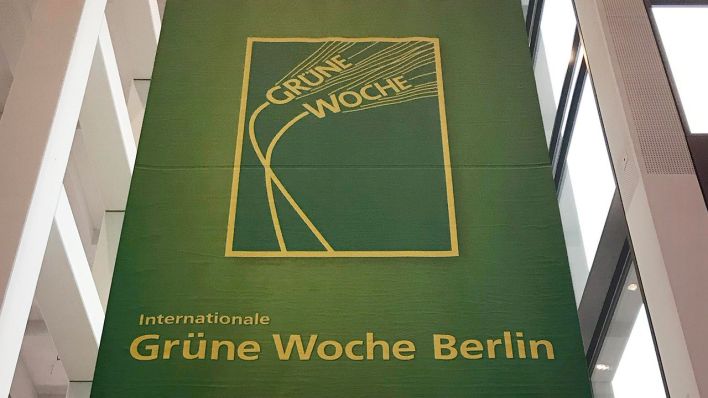 GRÜNE
WOCHE
Internationale
Grüne Woche Berlin